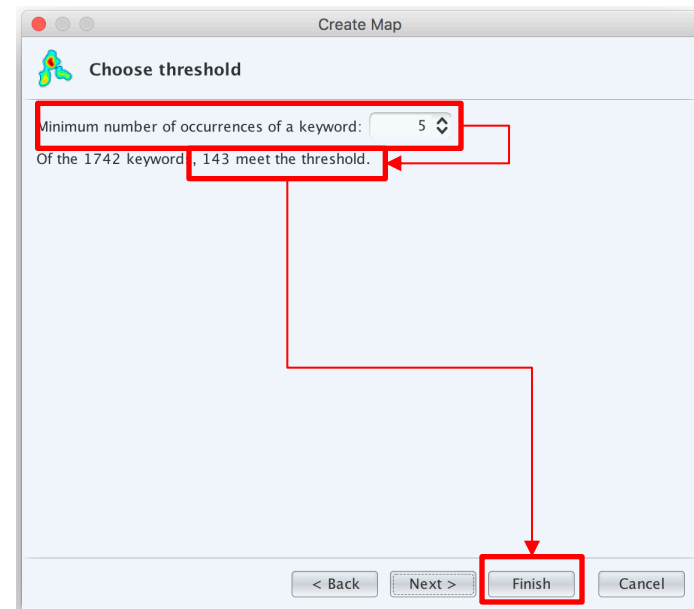 Create Map
Choose threshold
Minimum number of occurrences of a keyword: 5
Of the 1742 keywords, 143 meet the threshold.
< Back Next > Finish Cancel